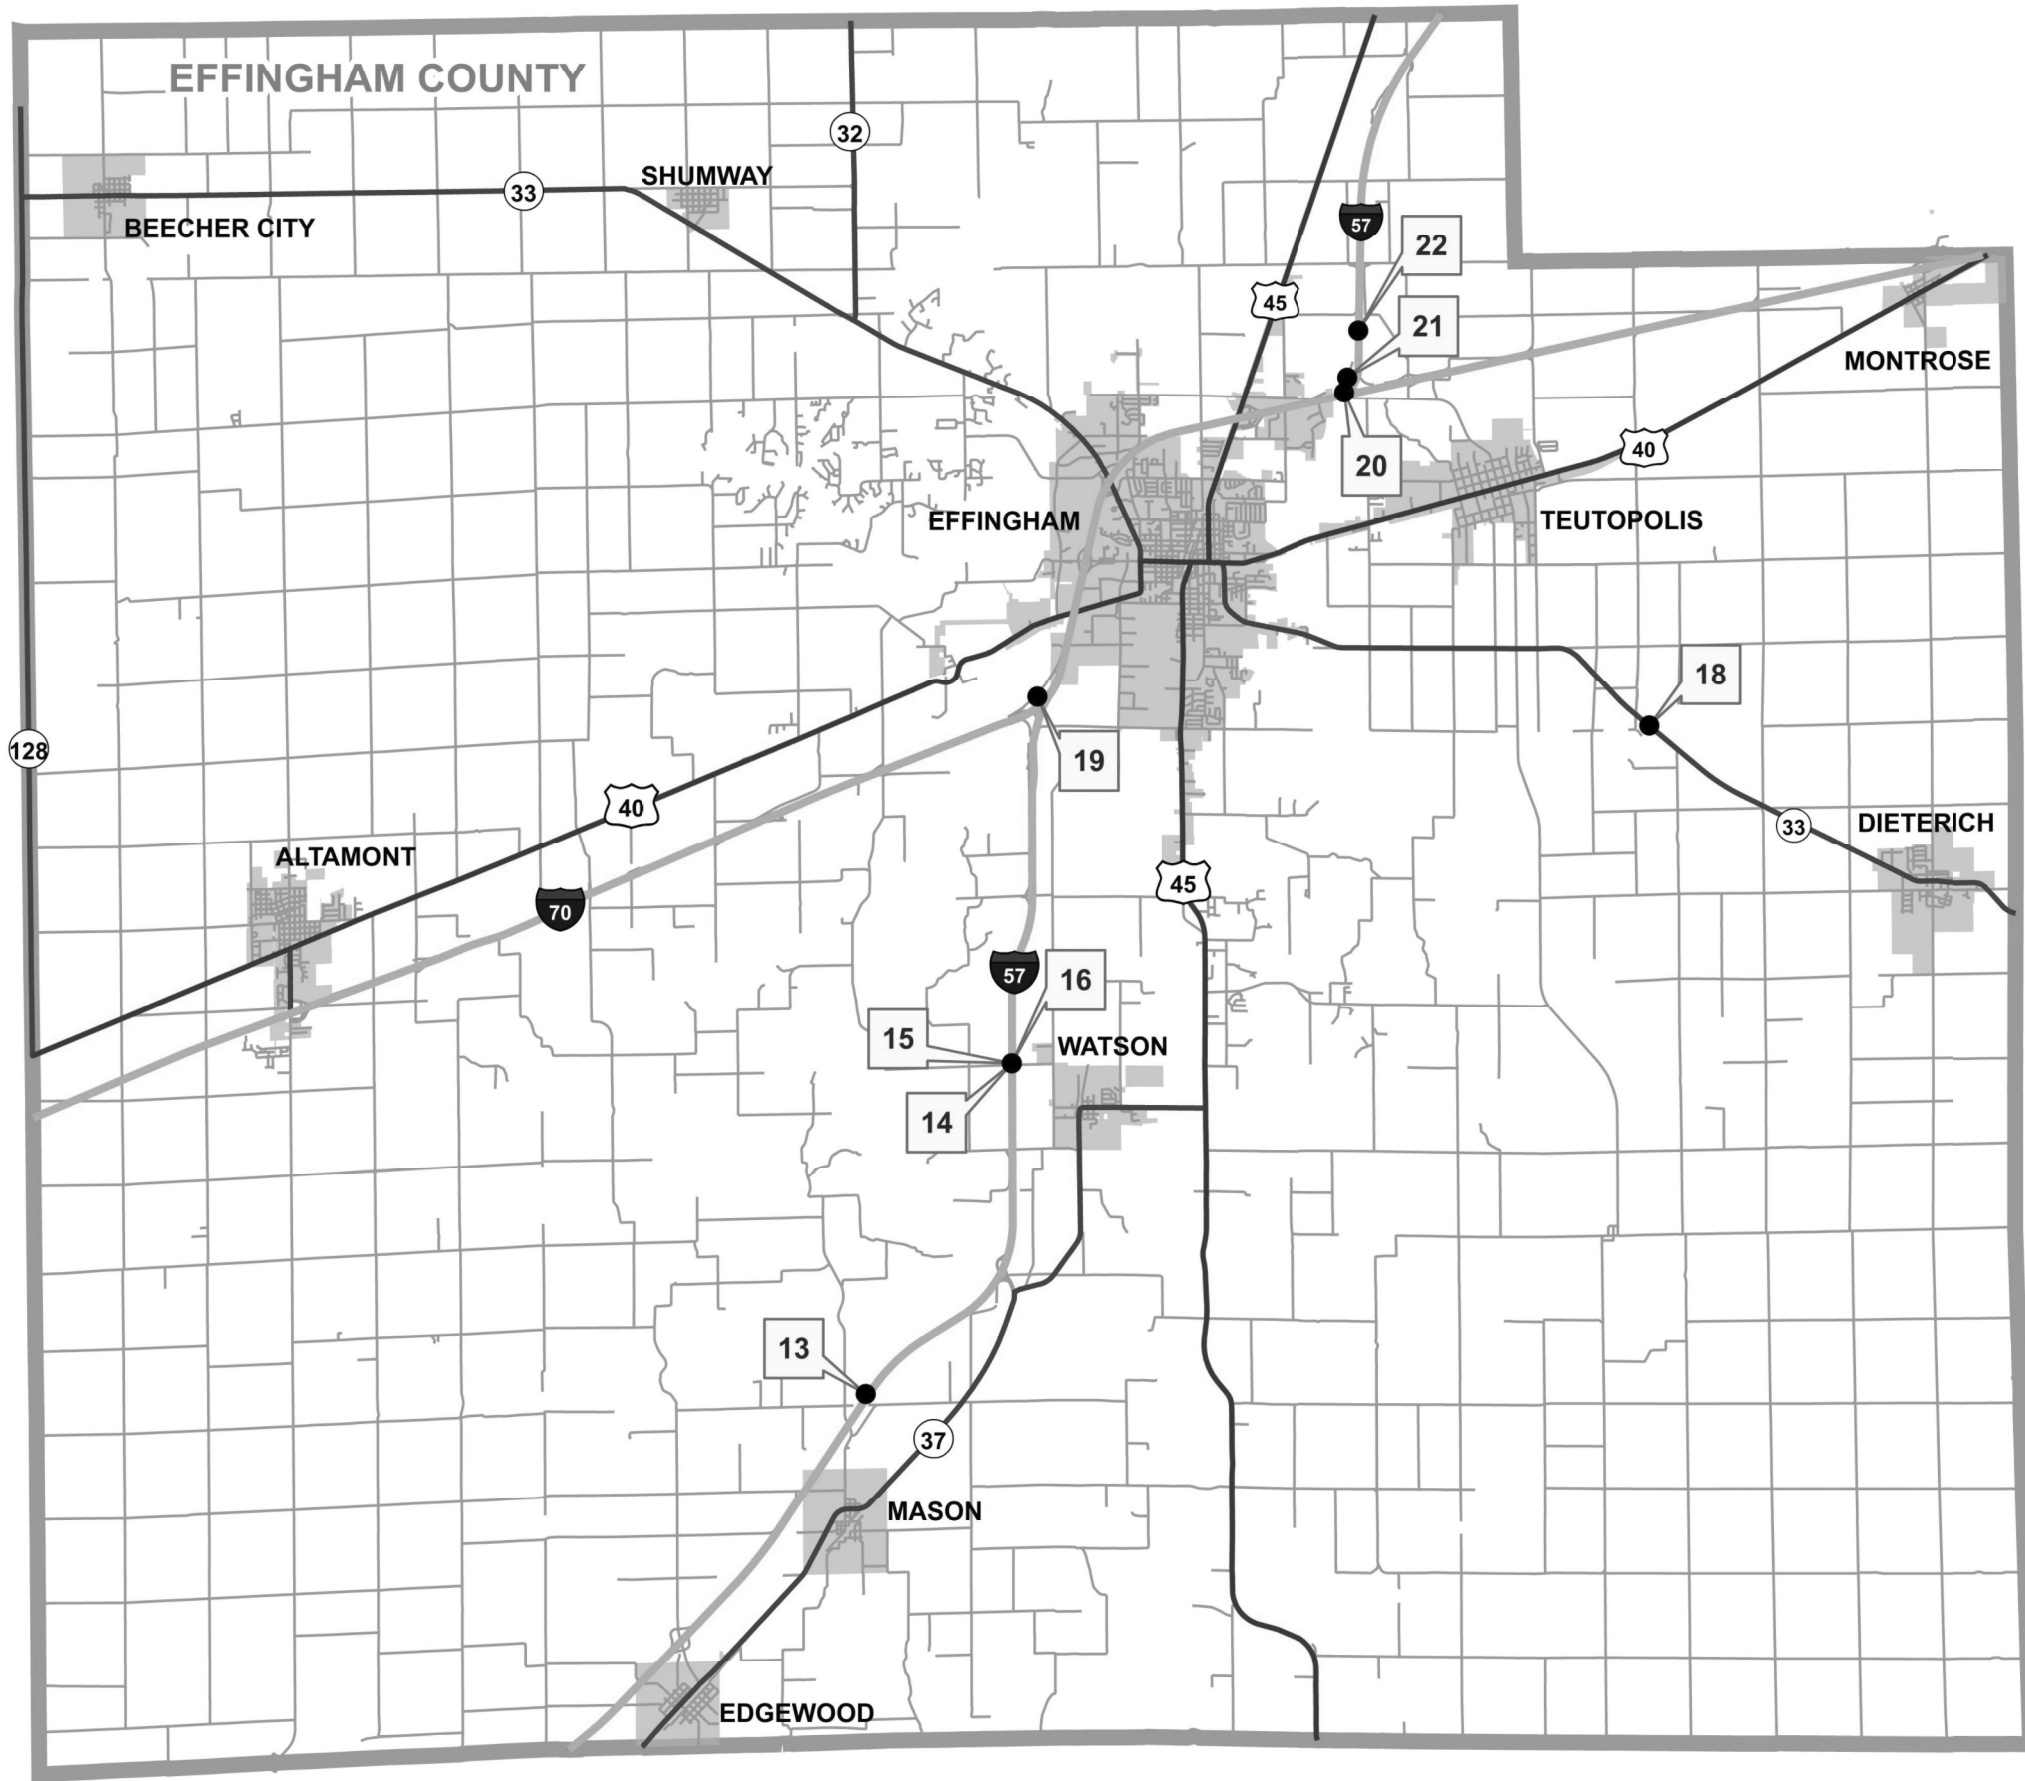 EFFINGHAM COUNTY
32
SHUMWAY
33
BEECHER CITY
57
22
45
21
MONTROSE
40
20
EFFINGHAM
TEUTOPOLIS
18
128
19
40
33
DIETERICH
ALTAMONT
45
70
57
16
15
WATSON
14
13
37
MASON
EDGEWOOD